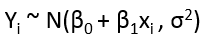 Yᵢ ~ N(β₀ + β₁xᵢ , σ²)